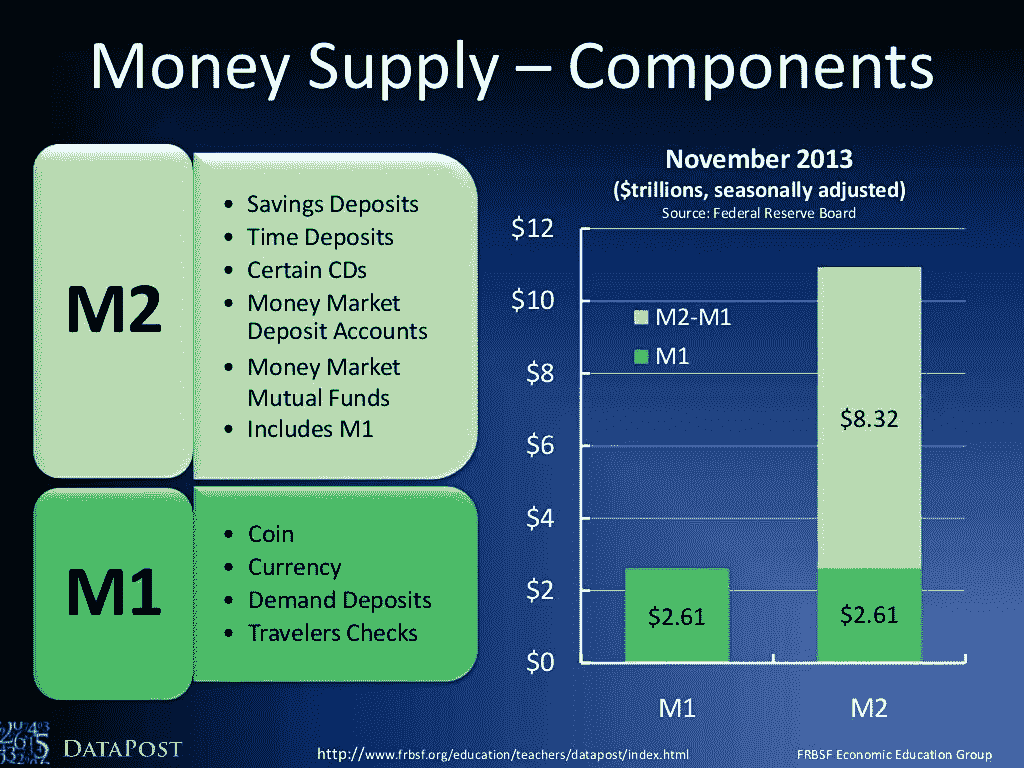 Money Supply – Components
M2
• Savings Deposits
• Time Deposits
• Certain CDs
• Money Market
Deposit Accounts
• Money Market
Mutual Funds
• Includes M1
M1
• Coin
• Currency
• Demand Deposits
• Travelers Checks
November 2013
($trillions, seasonally adjusted)
Source: Federal Reserve Board
$12
$10
$8
$6
$4
$2
$0
M2-M1
M1
$8.32
$2.61
$2.61
M1
M2
DATAPOST
http://www.frbsf.org/education/teachers/datapost/index.html
FRBSF Economic Education Group